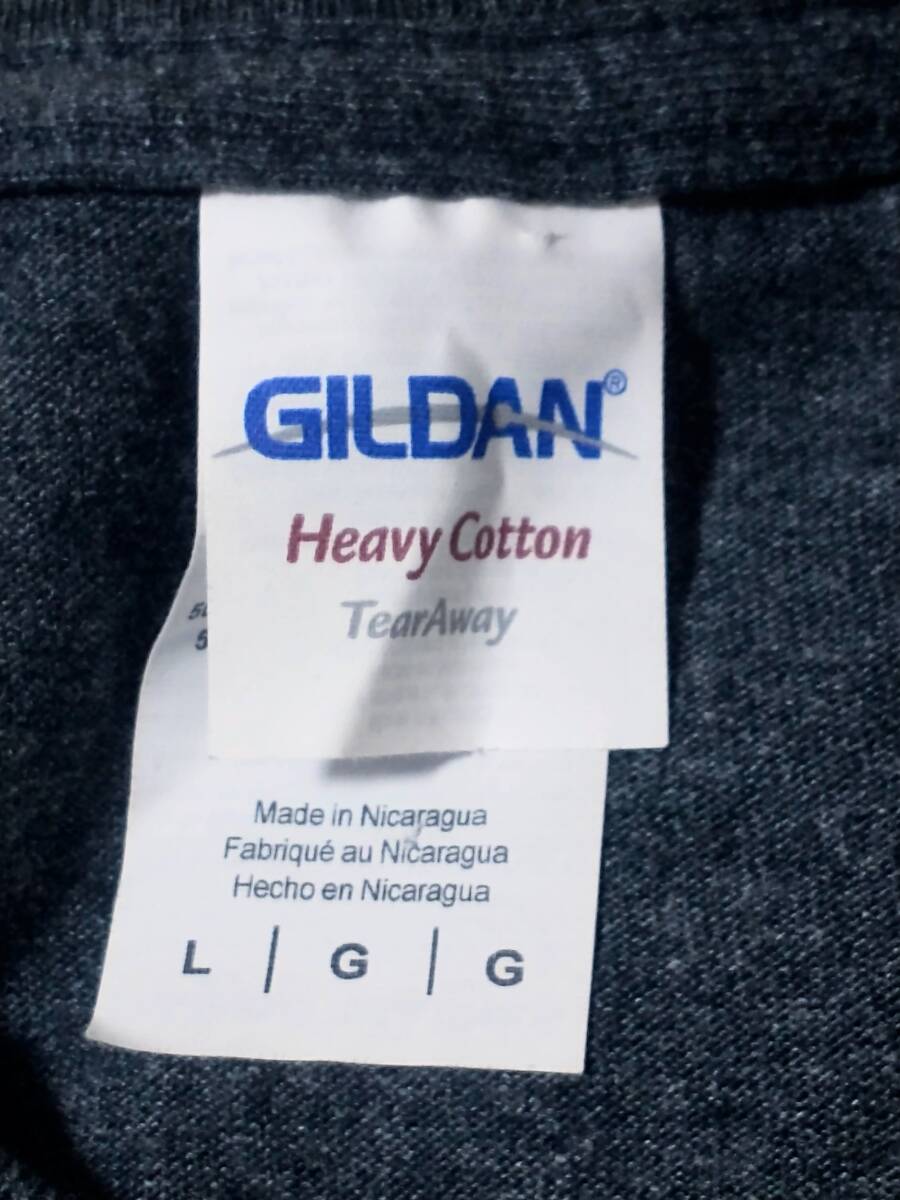 GILDAN®
Heavy Cotton
TearAway
Made in Nicaragua
Fabriqué au Nicaragua
Hecho en Nicaragua
L | G | G